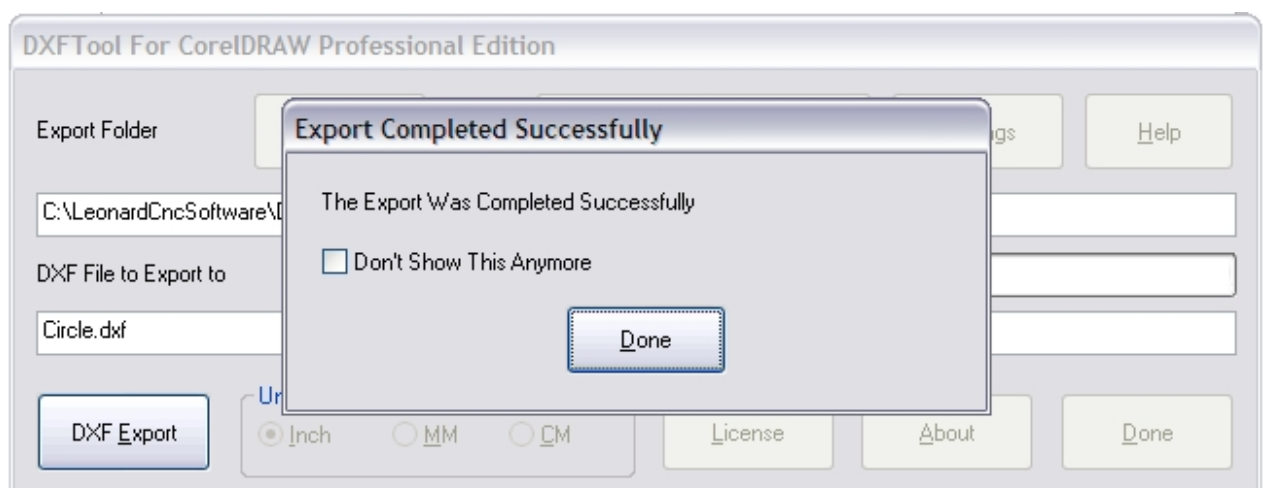 DXFTool For CorelDRAW Professional Edition
Export Folder
Help
Export Completed Successfully
C:\LeonardCncSoftware\
The Export Was Completed Successfully
Don't Show This Anymore
DXF File to Export to
Circle.dxf
Done
DXF Export
Inch MM CM
License
About
Done